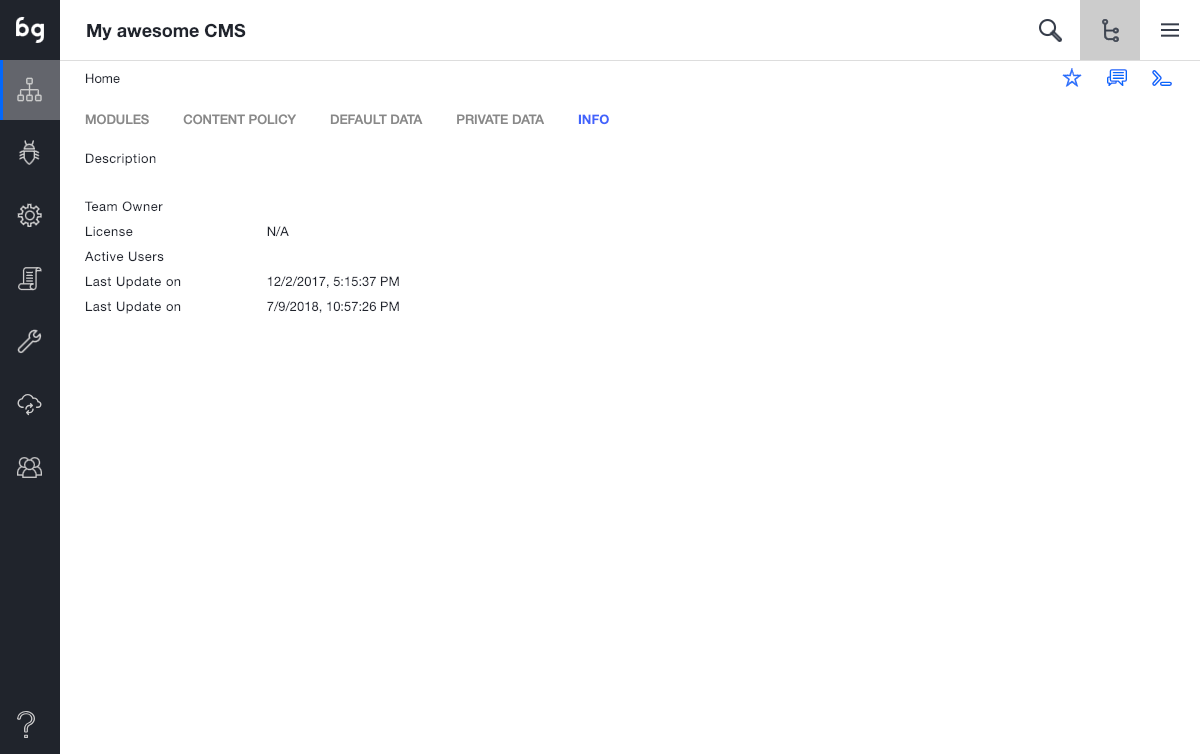 bg
My awesome CMS
Home
MODULES CONTENT POLICY DEFAULT DATA PRIVATE DATA INFO
Description
Team Owner
License N/A
Active Users
Last Update on 12/2/2017, 5:15:37 PM
Last Update on 7/9/2018, 10:57:26 PM